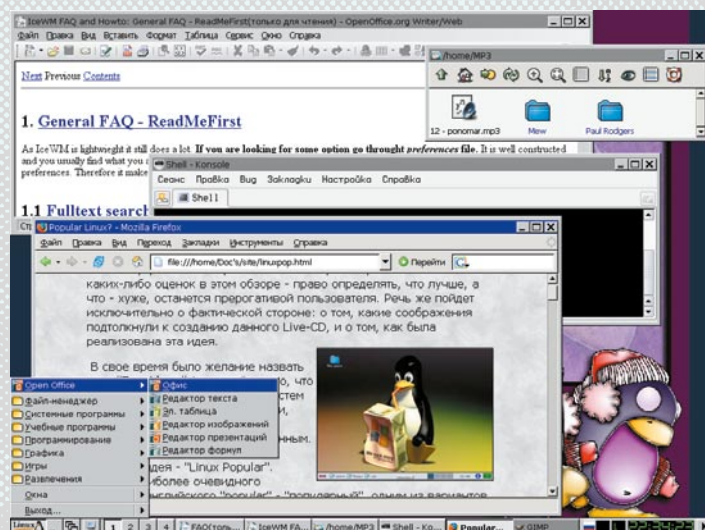 IceWM FAQ and Howto: General FAQ - ReadMeFirst(только для чтения) - OpenOffice.org Writer/Web
Файл Правка Вид Вставить Формат Таблица Сервис Окно Справка
Next Previous Contents
1. General FAQ - ReadMeFirst
As IceWM is lightwieght it still does a lot. If you are looking for some option go throught preferences file. It is well constructed
and you usually find what you
preferences. Therefore it make
1.1 Fulltext search
/home/MP3
12 - ponomar.mp3
Mew
Paul Rodgers
Shell - Konsole
Сеанс Правка Вид Закладки Настройка Справка
Shell
Popular Linux? - Mozilla Firefox
Файл Правка Вид Переход Закладки Инструменты Справка
file:///home/Doc's/site/linuxpop.html
Перейти
каких-либо оценок в этом обзоре - право определять, что лучше, а
что - хуже, останется прерогативой пользователя. Речь же пойдет
исключительно о фактической стороне: о том, какие соображения
подтолкнули к созданию данного Live-CD, и о том, как была
реализована эта идея.
В свое время было желание назвать
Open Office
Файл-менеджер
Системные программы
Учебные программы
Программирование
Графика
Игры
Развлечения
Окна
Выход...
Офис
Редактор текста
Эл. таблица
Редактор изображений
Редактор презентаций
Редактор формул
идея - "Linux Popular".
наиболее очевидного
английского "popular" - "популярный", одним из вариантов
1 2 3 4 FAQ(толь... IceWM FA... /home/MP3 Shell - Ko... Popular... GIMP